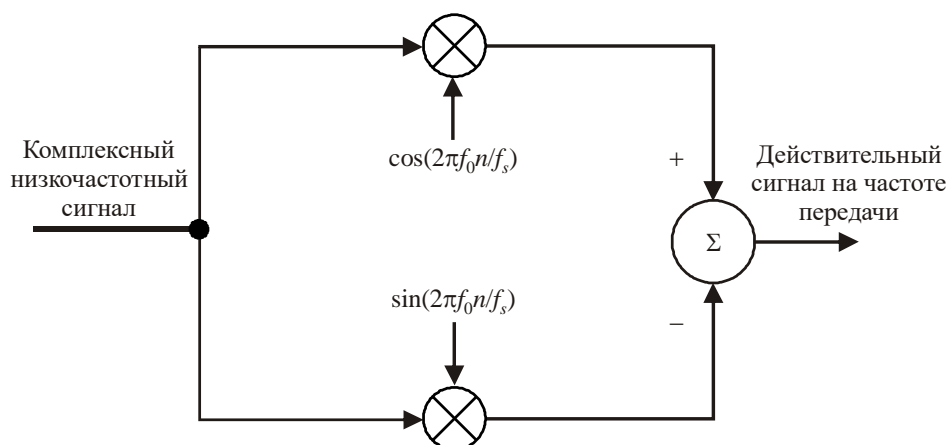 Комплексный
низкочастотный
сигнал
cos(2πf₀n/fₛ)
+
Действительный
сигнал на частоте
передачи
Σ
sin(2πf₀n/fₛ)
−